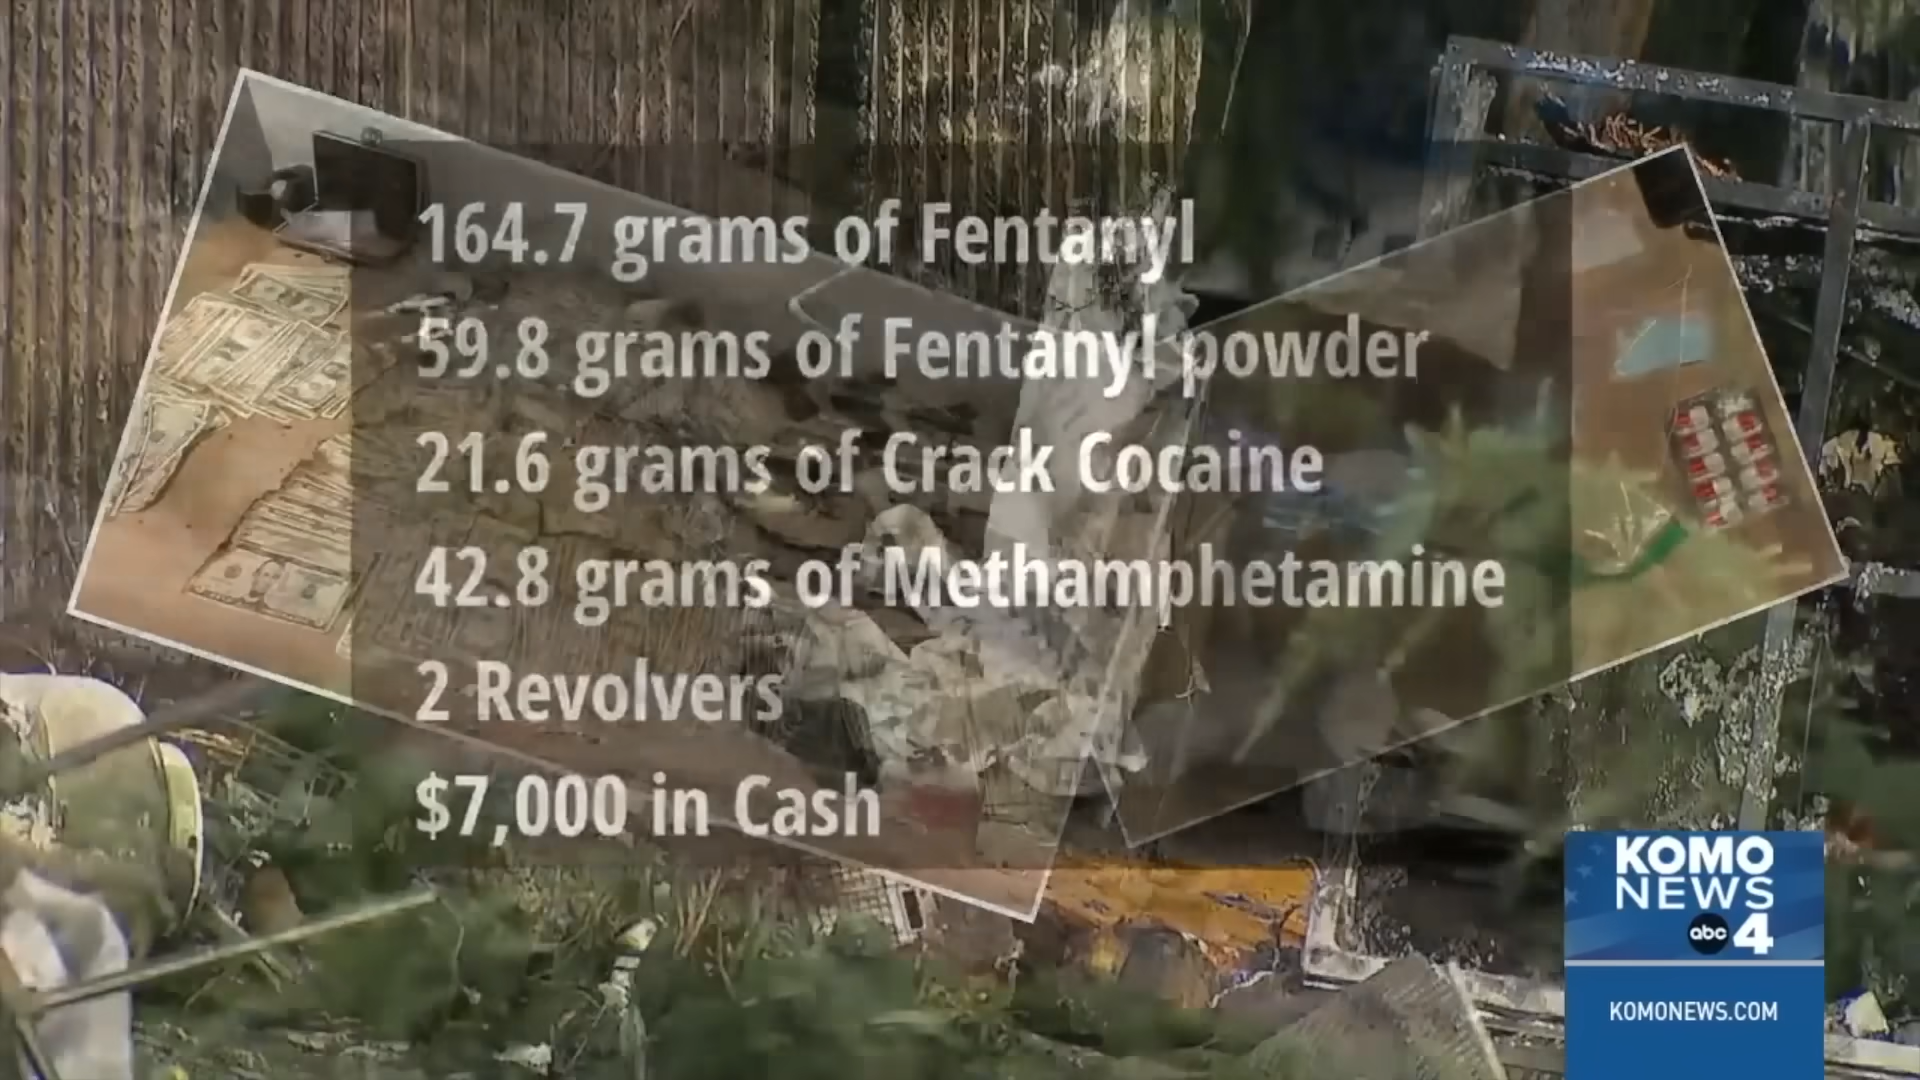 164.7 grams of Fentanyl
59.8 grams of Fentanyl powder
21.6 grams of Crack Cocaine
42.8 grams of Methamphetamine
2 Revolvers
$7,000 in Cash
KOMO
NEWS
abc 4
KOMONEWS.COM